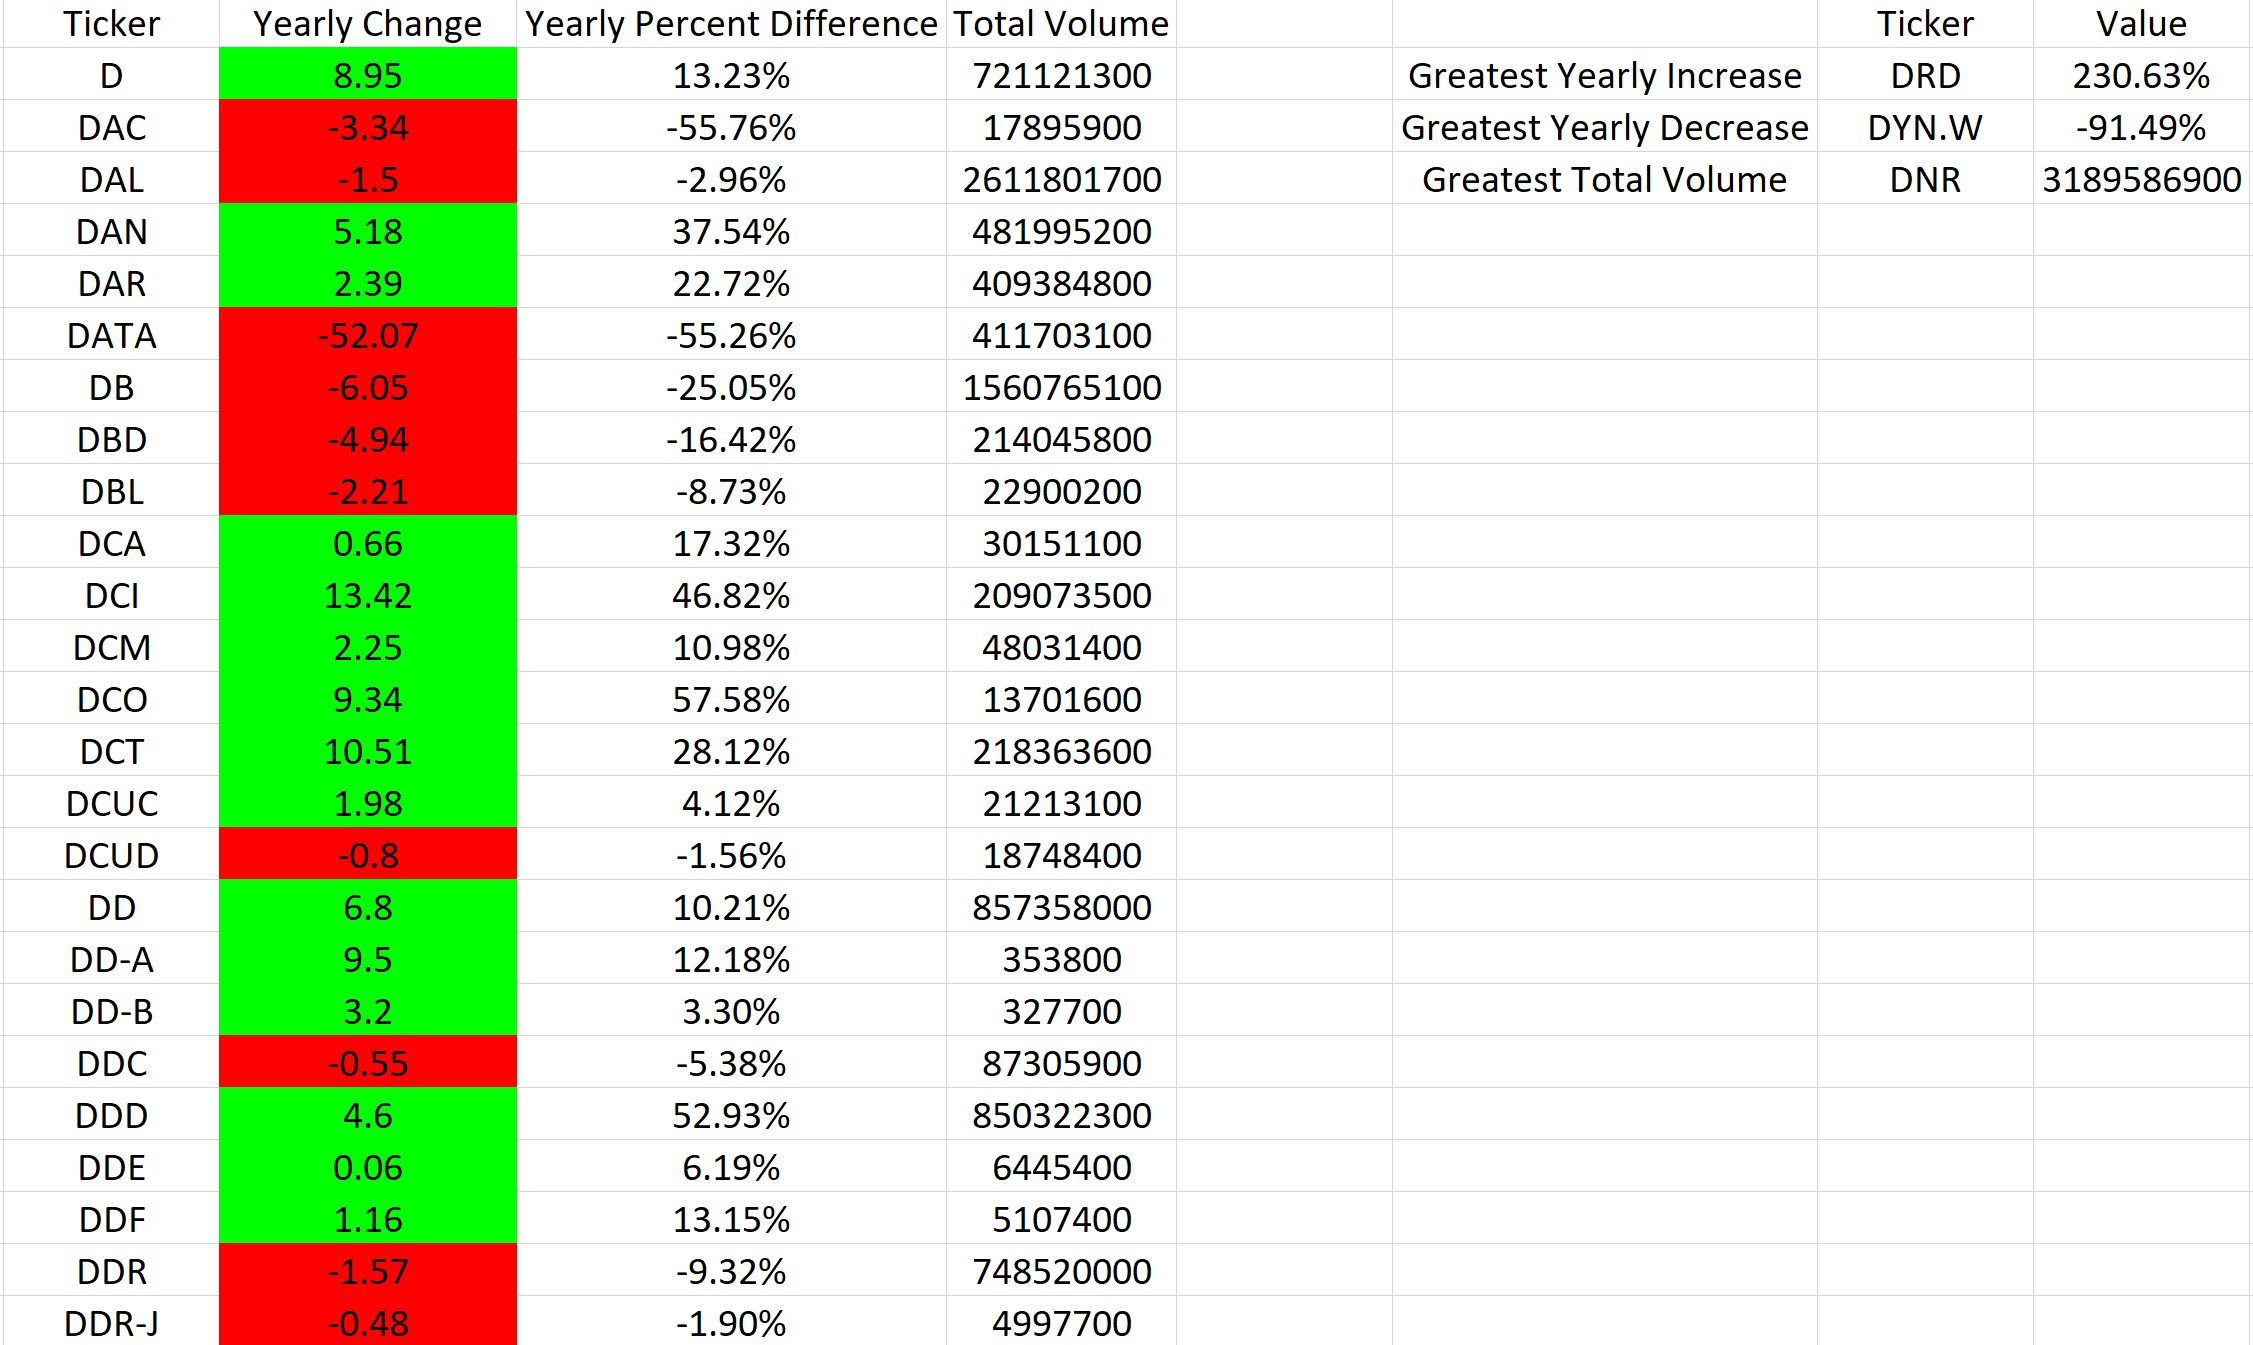 Ticker Yearly Change Yearly Percent Difference Total Volume Ticker Value
D 8.95 13.23% 721121300 Greatest Yearly Increase DRD 230.63%
DAC -3.34 -55.76% 17895900 Greatest Yearly Decrease DYN.W -91.49%
DAL -1.5 -2.96% 2611801700 Greatest Total Volume DNR 3189586900
DAN 5.18 37.54% 481995200
DAR 2.39 22.72% 409384800
DATA -52.07 -55.26% 411703100
DB -6.05 -25.05% 1560765100
DBD -4.94 -16.42% 214045800
DBL -2.21 -8.73% 22900200
DCA 0.66 17.32% 30151100
DCI 13.42 46.82% 209073500
DCM 2.25 10.98% 48031400
DCO 9.34 57.58% 13701600
DCT 10.51 28.12% 218363600
DCUC 1.98 4.12% 21213100
DCUD -0.8 -1.56% 18748400
DD 6.8 10.21% 857358000
DD-A 9.5 12.18% 353800
DD-B 3.2 3.30% 327700
DDC -0.55 -5.38% 87305900
DDD 4.6 52.93% 850322300
DDE 0.06 6.19% 6445400
DDF 1.16 13.15% 5107400
DDR -1.57 -9.32% 748520000
DDR-J -0.48 -1.90% 4997700